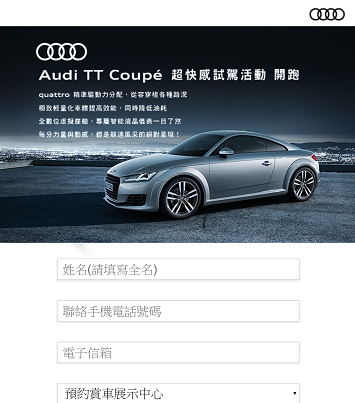 Audi TT Coupé 超快感試駕活動 開跑
quattro 精準驅動力分配，從容穿梭各種路況
極致輕量化車體提高效能，同時降低油耗
全數位虛擬座艙，專屬智能液晶儀表一目了然
每分力量與動感，都是競速風采的絕對呈現！
姓名(請填寫全名)
聯絡手機電話號碼
電子信箱
預約賞車展示中心